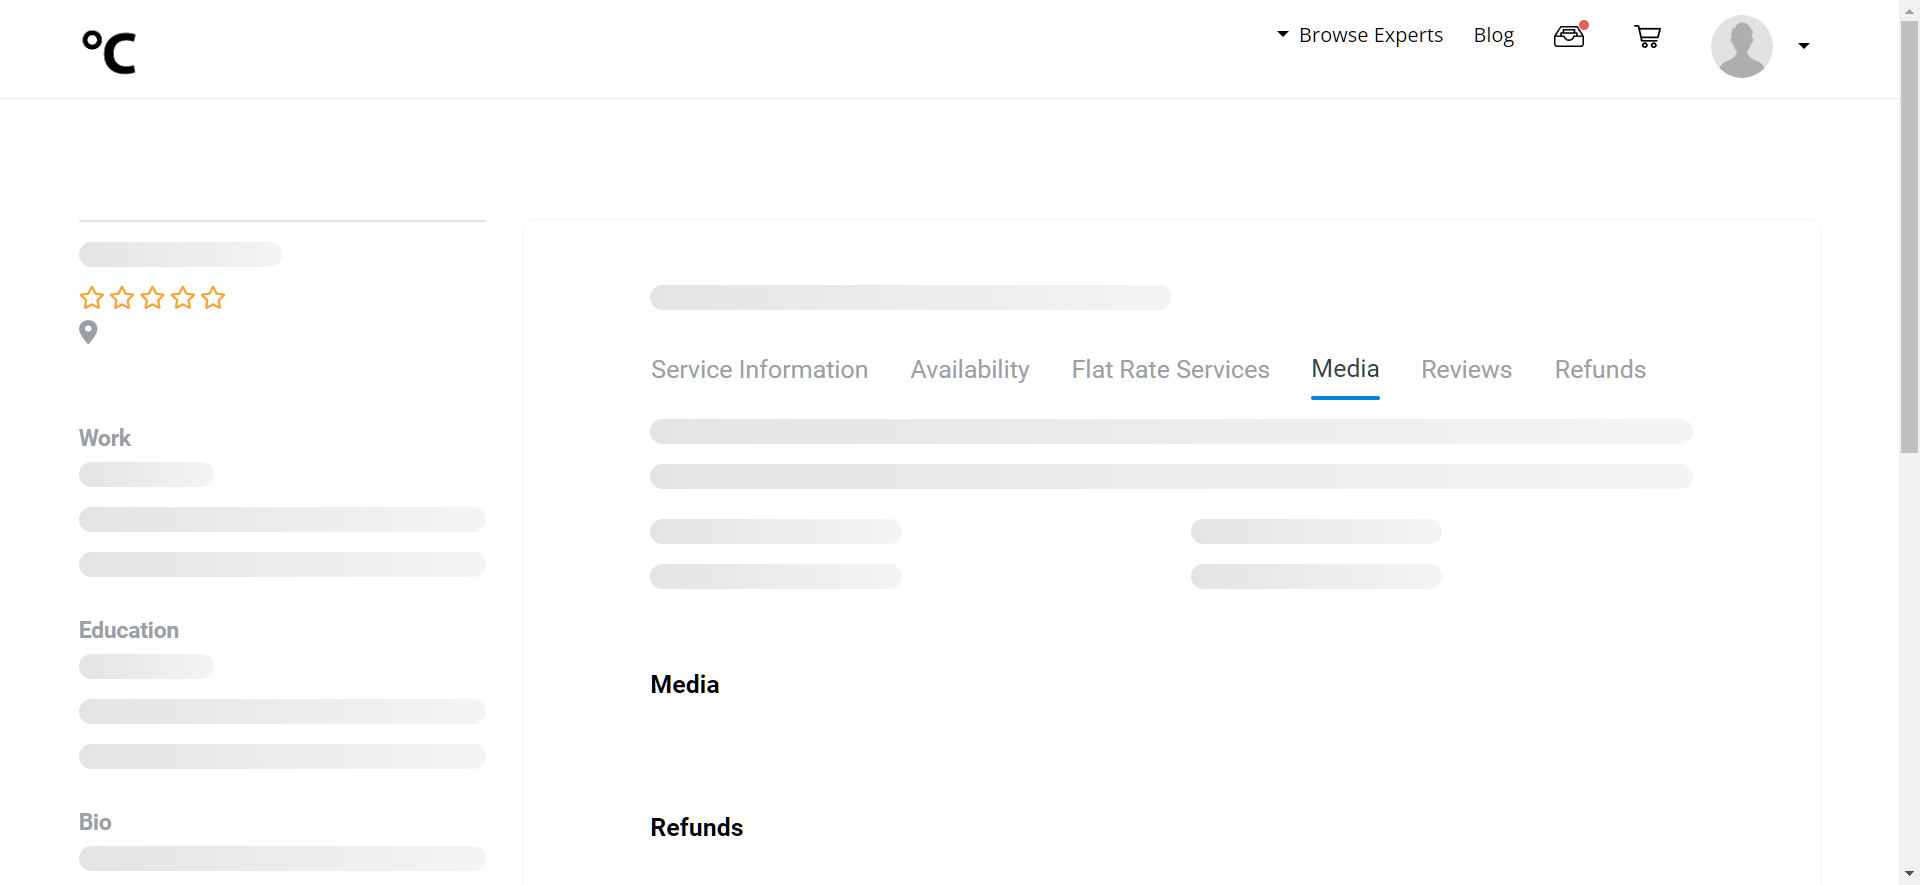 °C
Browse Experts
Blog
Service Information
Availability
Flat Rate Services
Media
Reviews
Refunds
Work
Education
Media
Bio
Refunds